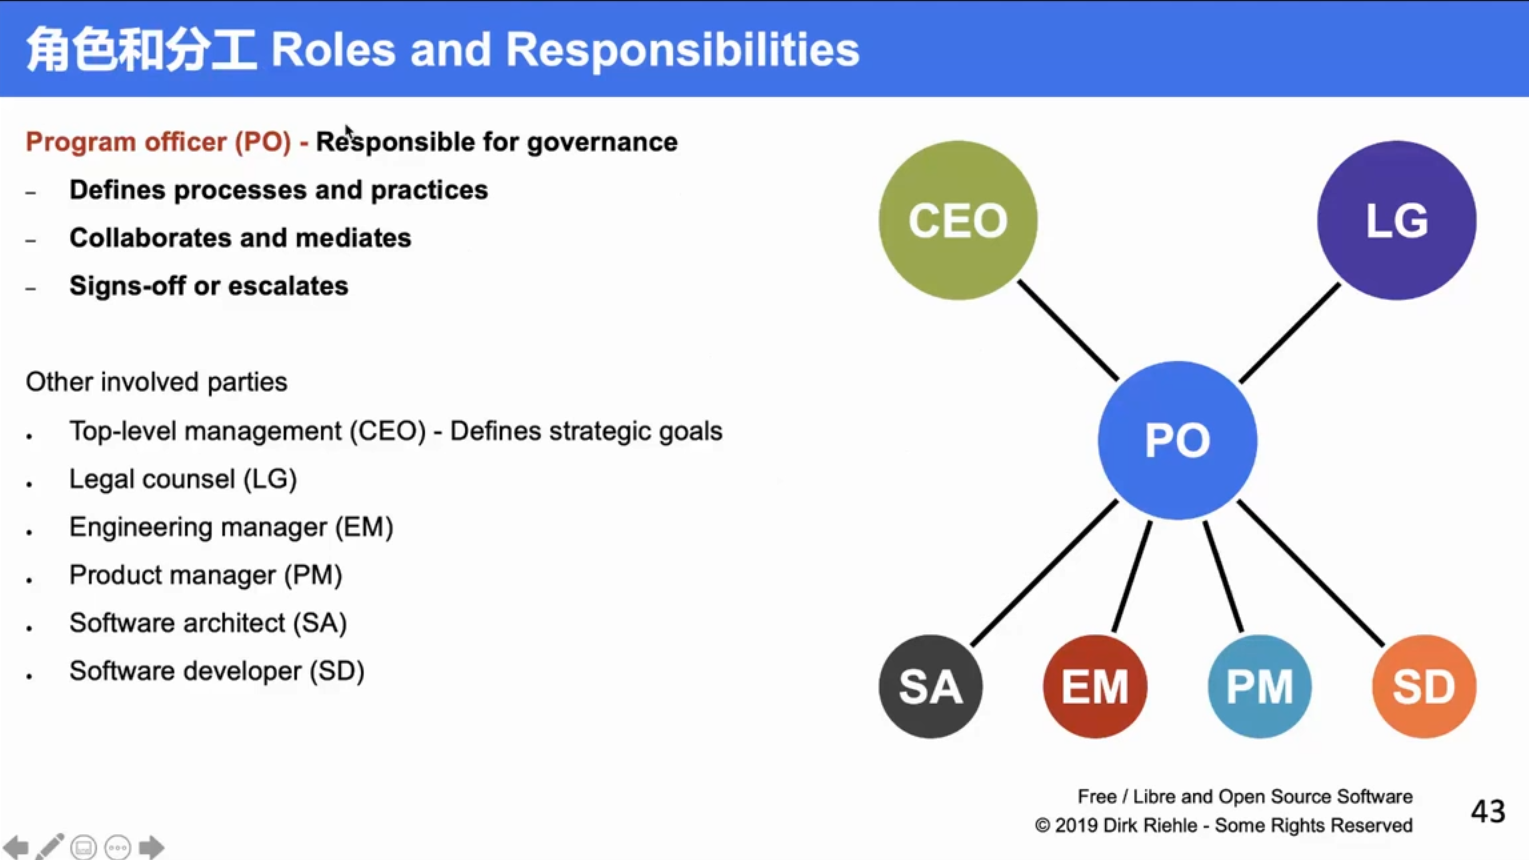 角色和分工 Roles and Responsibilities
Program officer (PO) - Responsible for governance
– Defines processes and practices
– Collaborates and mediates
– Signs-off or escalates
Other involved parties
• Top-level management (CEO) - Defines strategic goals
• Legal counsel (LG)
• Engineering manager (EM)
• Product manager (PM)
• Software architect (SA)
• Software developer (SD)
CEO
LG
PO
SA
EM
PM
SD
Free / Libre and Open Source Software
© 2019 Dirk Riehle - Some Rights Reserved
43